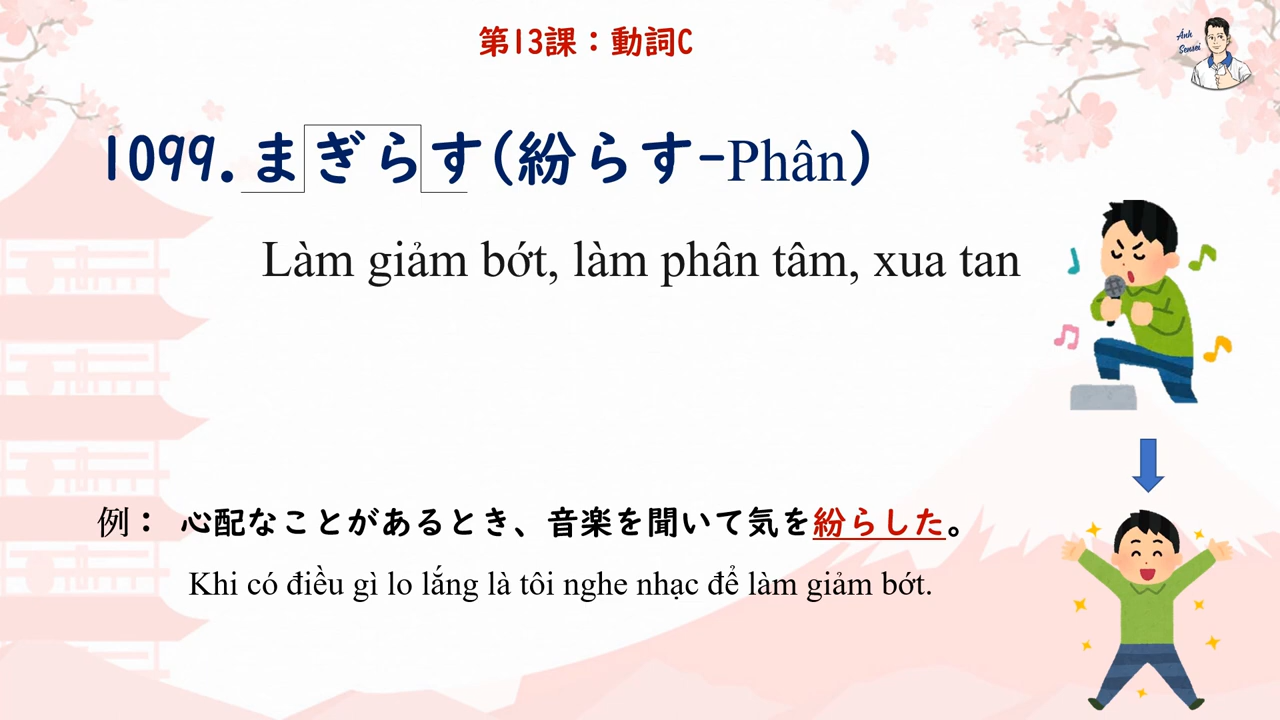 第13課：動詞C
Anh
Sensei
1099.まぎらす(紛らす-Phân)
Làm giảm bớt, làm phân tâm, xua tan
例： 心配なことがあるとき、音楽を聞いて気を紛らした。
Khi có điều gì lo lắng là tôi nghe nhạc để làm giảm bớt.